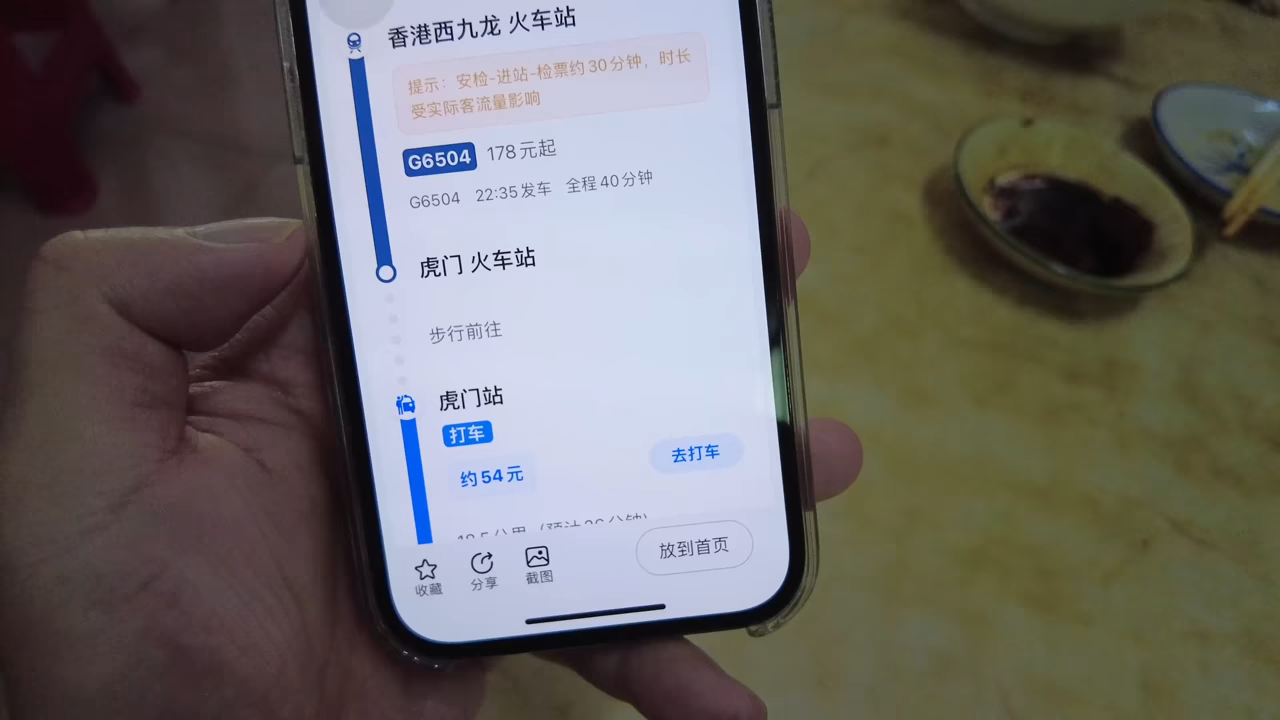 香港西九龙 火车站
提示：安检-进站-检票约30分钟，时长
受实际客流量影响
G6504 178元起
G6504 22:35发车 全程40分钟
虎门 火车站
步行前往
虎门站
打车
约54元
去打车
收藏
分享
截图
放到首页